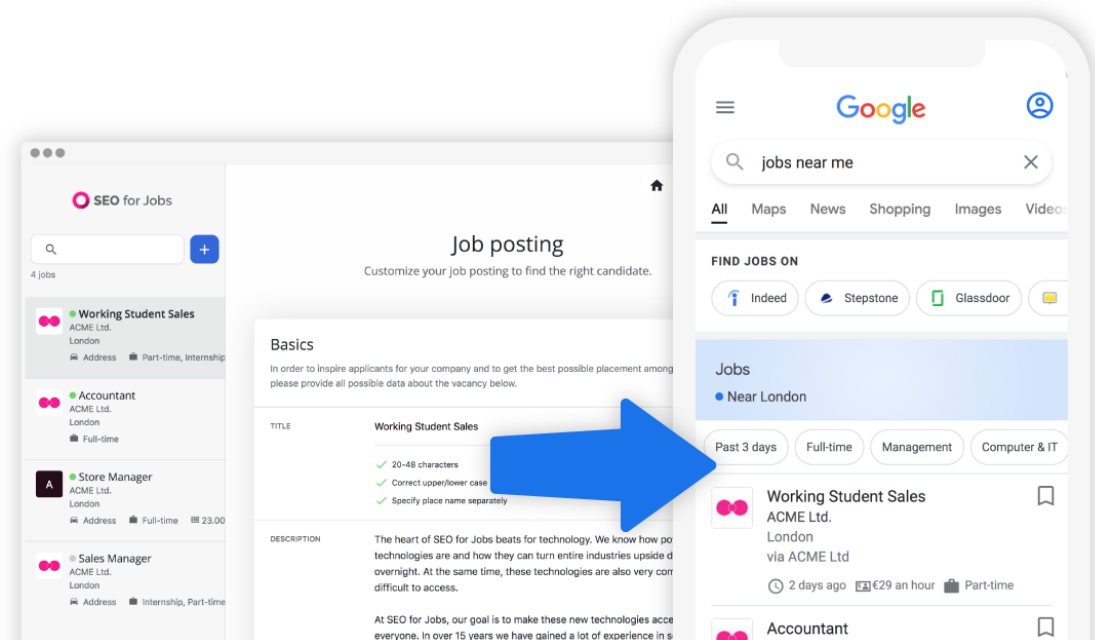 SEO for Jobs
4 jobs
Working Student Sales
ACME Ltd.
London
Address Part-time, Internship
Accountant
ACME Ltd.
London
Full-time
A
Store Manager
ACME Ltd.
London
Address Full-time 23.00
Sales Manager
ACME Ltd.
London
Address Internship, Part-time
Job posting
Customize your job posting to find the right candidate.
Basics
In order to inspire applicants for your company and to get the best possible placement among
please provide all possible data about the vacancy below.
TITLE
Working Student Sales
20-48 characters
Correct upper/lower case
Specify place name separately
DESCRIPTION
The heart of SEO for Jobs beats for technology. We know how
technologies are and how they can turn entire industries upside
overnight. At the same time, these technologies are also very
difficult to access.
At SEO for Jobs, our goal is to make these new technologies
everyone. In over 15 years we have gained a lot of experience in
Google
jobs near me
All Maps News Shopping Images Videos
FIND JOBS ON
Indeed Stepstone Glassdoor
Jobs
Near London
Past 3 days Full-time Management Computer & IT
Working Student Sales
ACME Ltd.
London
via ACME Ltd
2 days ago €29 an hour Part-time
Accountant